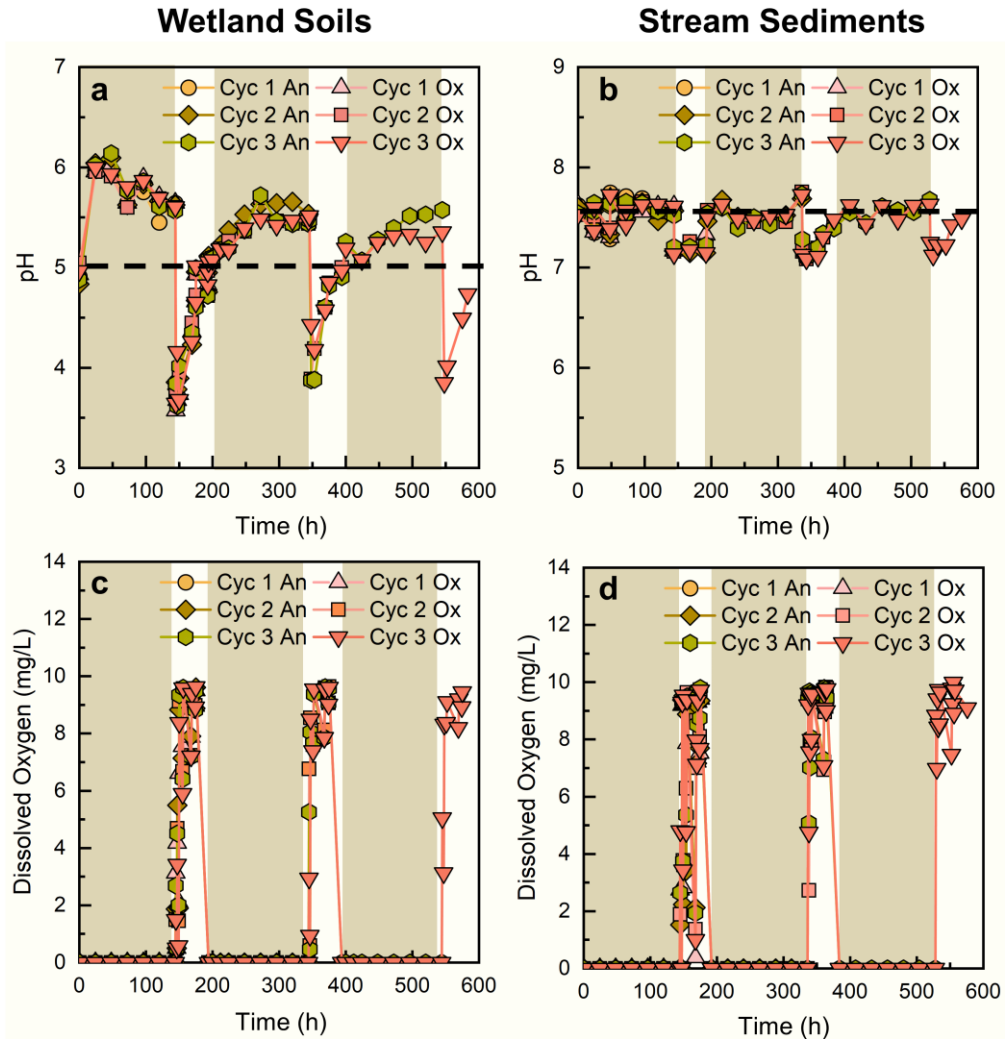 Wetland Soils
Stream Sediments
a
Cyc 1 An
Cyc 1 Ox
Cyc 2 An
Cyc 2 Ox
Cyc 3 An
Cyc 3 Ox
7
6
5
4
3
pH
0 100 200 300 400 500 600
Time (h)
b
Cyc 1 An
Cyc 1 Ox
Cyc 2 An
Cyc 2 Ox
Cyc 3 An
Cyc 3 Ox
9
8
7
6
5
pH
0 100 200 300 400 500 600
Time (h)
c
Cyc 1 An
Cyc 1 Ox
Cyc 2 An
Cyc 2 Ox
Cyc 3 An
Cyc 3 Ox
14
12
10
8
6
4
2
0
Dissolved Oxygen (mg/L)
0 100 200 300 400 500 600
Time (h)
d
Cyc 1 An
Cyc 1 Ox
Cyc 2 An
Cyc 2 Ox
Cyc 3 An
Cyc 3 Ox
14
12
10
8
6
4
2
0
Dissolved Oxygen (mg/L)
0 100 200 300 400 500 600
Time (h)